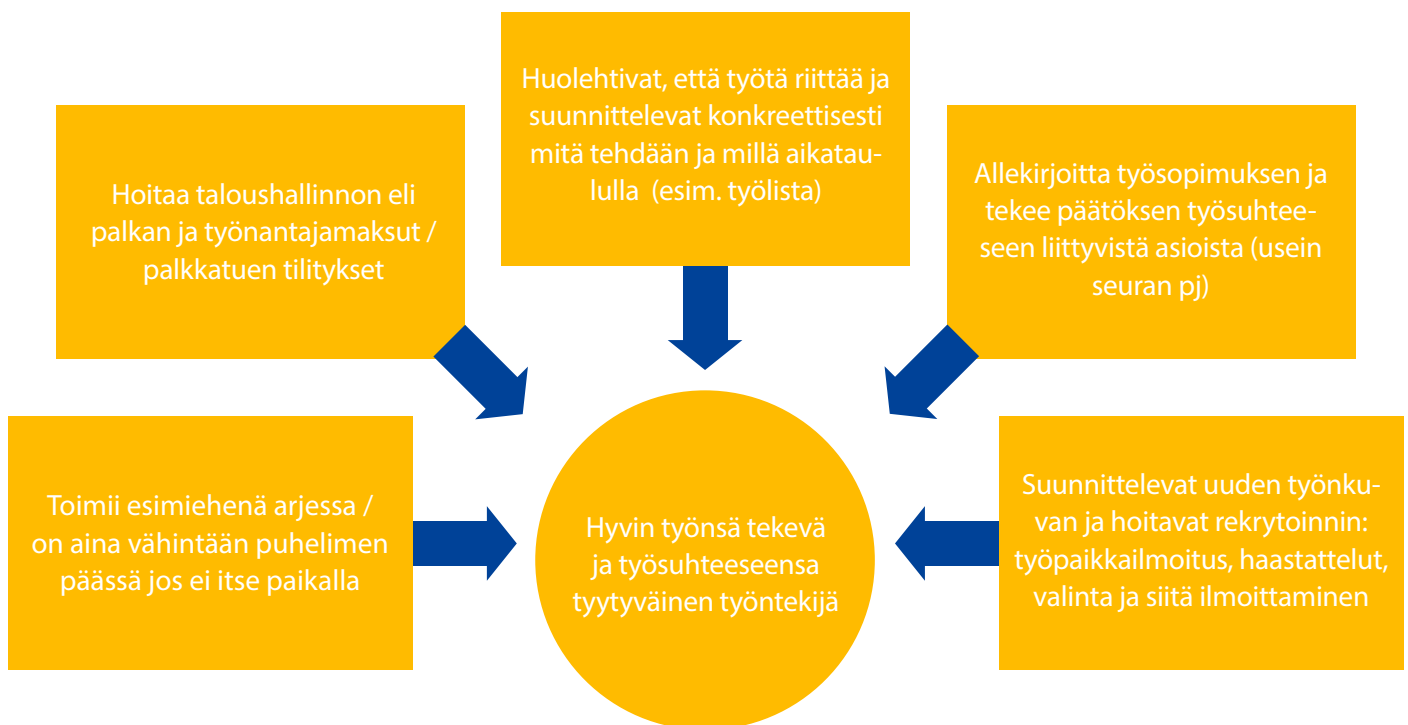 Huolehtivat, että työtä riittää ja
suunnittelevat konkreettisesti
mitä tehdään ja millä aikatau-
lulla (esim. työlista)
Hoitaa taloushallinnon eli
palkan ja työnantajamaksut /
palkkatuen tilitykset
Allekirjoitta työsopimuksen ja
tekee päätöksen työsuhtee-
seen liittyvistä asioista (usein
seuran pj)
Toimii esimiehenä arjessa /
on aina vähintään puhelimen
päässä jos ei itse paikalla
Hyvin työnsä tekevä
ja työsuhteeseensa
tyytyväinen työntekijä
Suunnittelevat uuden työnku-
van ja hoitavat rekrytoinnin:
työpaikkailmoitus, haastattelut,
valinta ja siitä ilmoittaminen